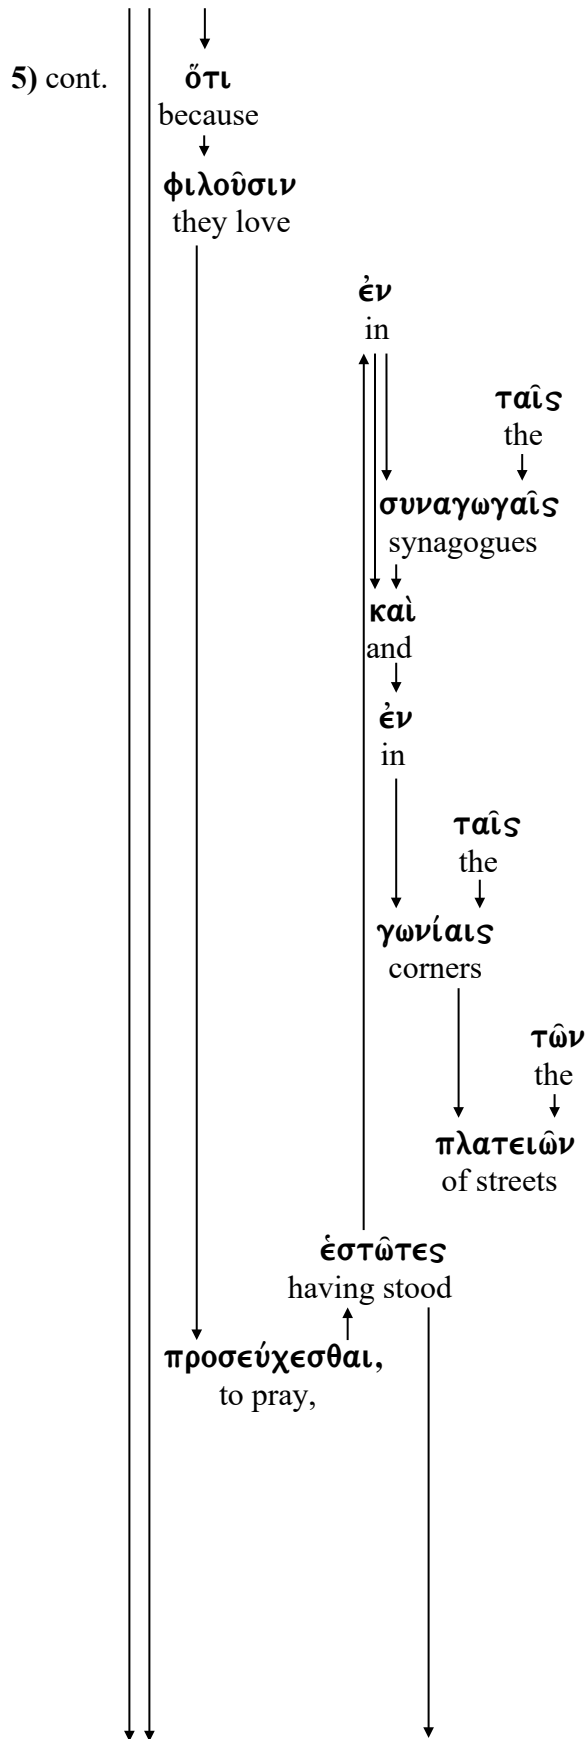 5) cont.
ὅτι
because
φιλοῦσιν
they love
ἐν
in
ταῖς
the
συναγωγαῖς
synagogues
καὶ
and
ἐν
in
ταῖς
the
γωνίαις
corners
τῶν
the
πλατειῶν
of streets
ἑστῶτες
having stood
προσεύχεσθαι,
to pray,